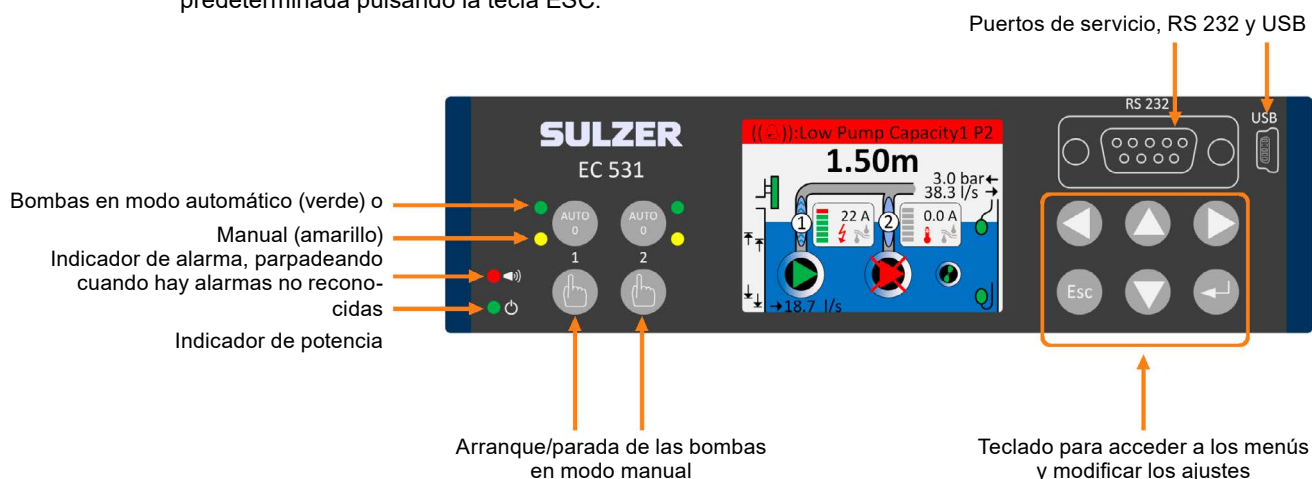 predeterminada pulsando la tecla ESC.
Puertos de servicio, RS 232 y USB
RS 232
USB
SULZER
EC 531
((🔔)):Low Pump Capacity1 P2
1.50m
3.0 bar
38.3 l/s
1
22 A
2
0.0 A
18.7 l/s
AUTO
0
AUTO
0
1
2
Esc
Bombas en modo automático (verde) o
Manual (amarillo)
Indicador de alarma, parpadeando
cuando hay alarmas no recono-
cidas
Indicador de potencia
Arranque/parada de las bombas
en modo manual
Teclado para acceder a los menús
y modificar los ajustes